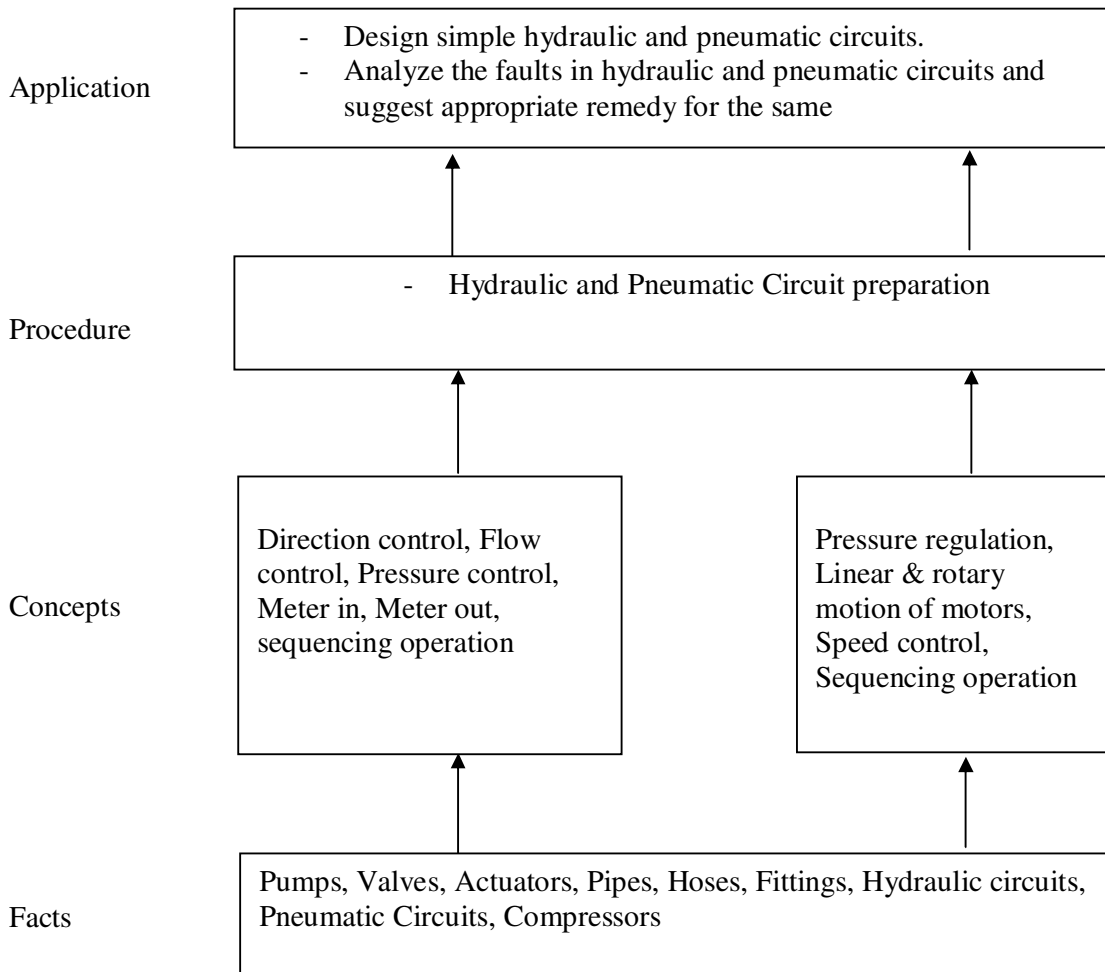 - Design simple hydraulic and pneumatic circuits.
- Analyze the faults in hydraulic and pneumatic circuits and
suggest appropriate remedy for the same
Application
- Hydraulic and Pneumatic Circuit preparation
Procedure
Direction control, Flow
control, Pressure control,
Meter in, Meter out,
sequencing operation
Pressure regulation,
Linear & rotary
motion of motors,
Speed control,
Sequencing operation
Concepts
Pumps, Valves, Actuators, Pipes, Hoses, Fittings, Hydraulic circuits,
Pneumatic Circuits, Compressors
Facts